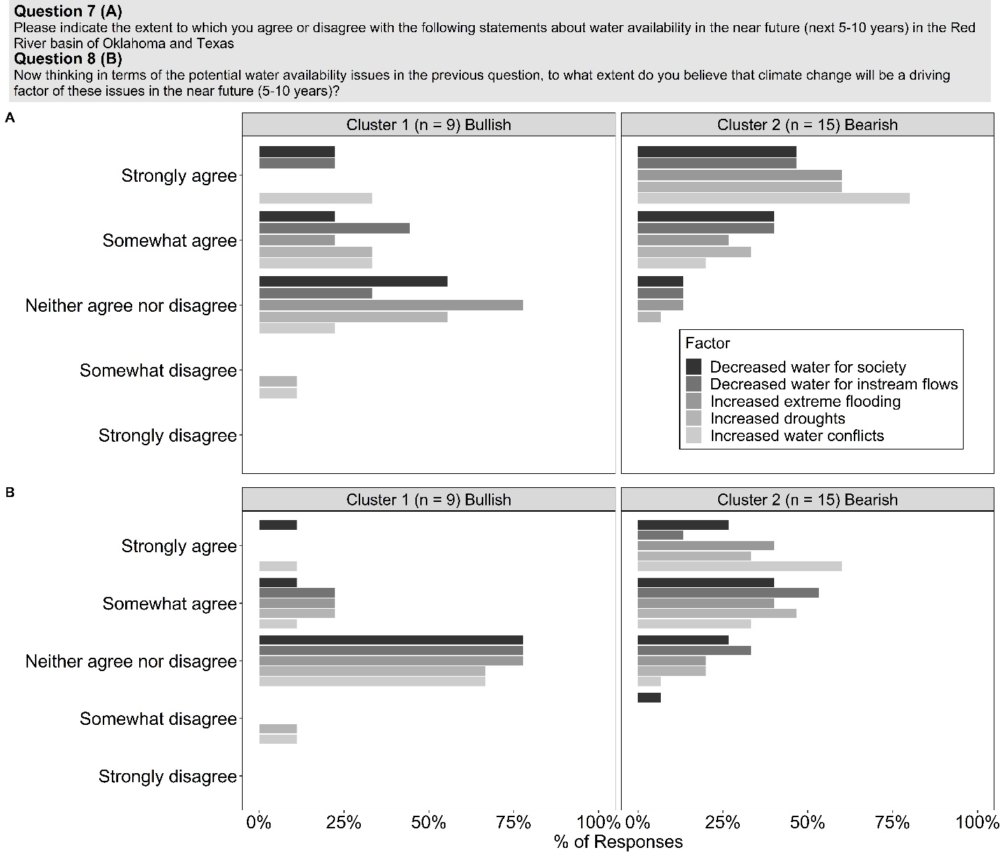 Question 7 (A)
Please indicate the extent to which you agree or disagree with the following statements about water availability in the near future (next 5-10 years) in the Red
River basin of Oklahoma and Texas
Question 8 (B)
Now thinking in terms of the potential water availability issues in the previous question, to what extent do you believe that climate change will be a driving
factor of these issues in the near future (5-10 years)?
A
Cluster 1 (n = 9) Bullish
Cluster 2 (n = 15) Bearish
Strongly agree
Somewhat agree
Neither agree nor disagree
Somewhat disagree
Strongly disagree
Factor
Decreased water for society
Decreased water for instream flows
Increased extreme flooding
Increased droughts
Increased water conflicts
B
Cluster 1 (n = 9) Bullish
Cluster 2 (n = 15) Bearish
Strongly agree
Somewhat agree
Neither agree nor disagree
Somewhat disagree
Strongly disagree
0% 25% 50% 75% 100% 0% 25% 50% 75% 100%
% of Responses